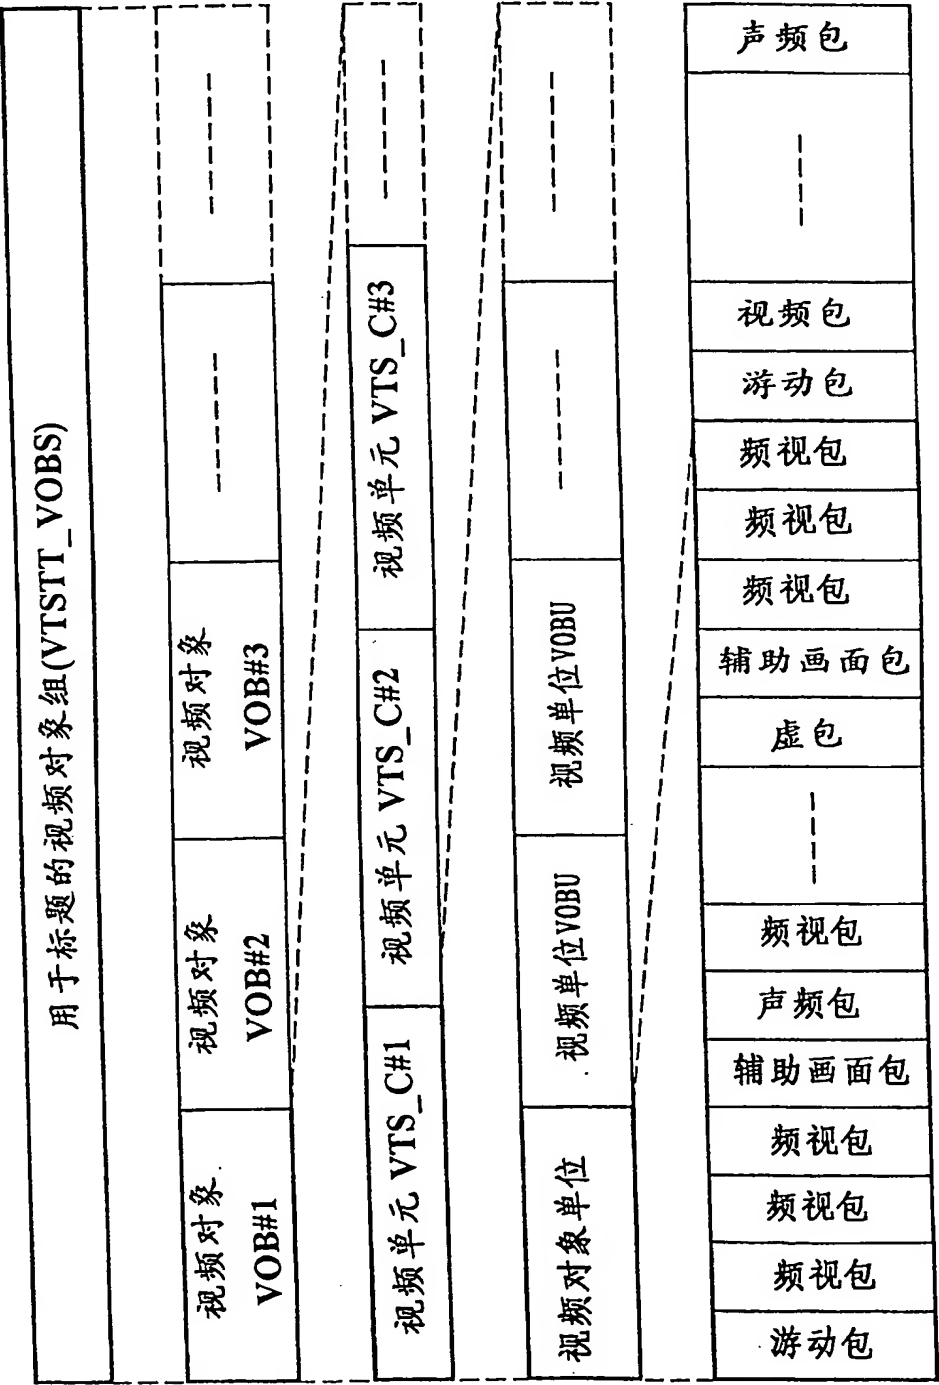 用于标题的视频对象组(VTSTT_VOBS)
视频对象
VOB#1
视频对象
VOB#2
视频对象
VOB#3
视频单元 VTS_C#1
视频单元 VTS_C#2
视频单元 VTS_C#3
视频对象单位
视频单位VOBU
视频单位VOBU
声频包
视频包
游动包
频视包
频视包
频视包
辅助画面包
虚包
频视包
声频包
辅助画面包
频视包
频视包
频视包
游动包